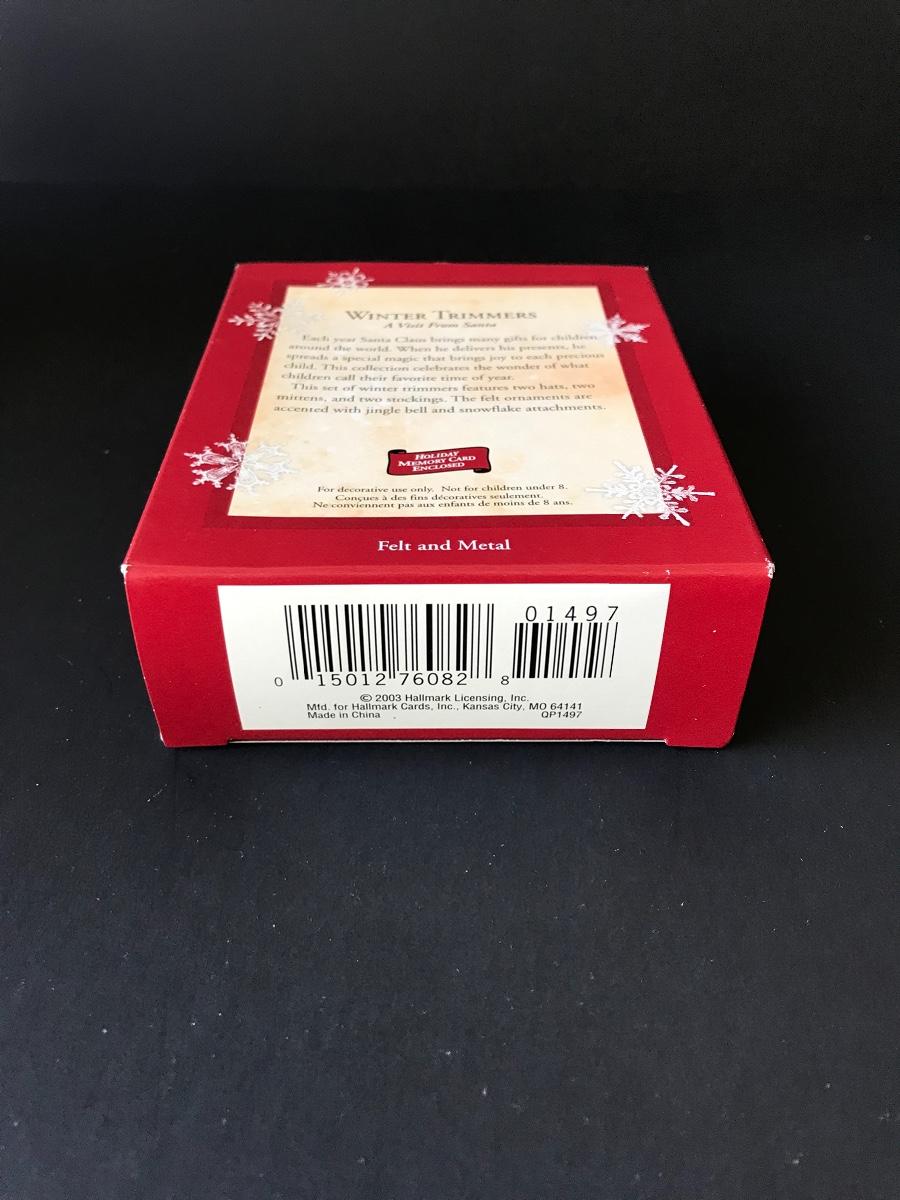 WINTER TRIMMERS
A Visit From Santa
Each year Santa Claus brings many gifts for children
around the world. When he delivers his presents, he
spreads a special magic that brings joy to each precious
child. This collection celebrates the wonder of what
children call their favorite time of year.
This set of winter trimmers features two hats, two
mittens, and two stockings. The felt ornaments are
accented with jingle bell and snowflake attachments.
HOLIDAY
MEMORY CARD
ENCLOSED
For decorative use only. Not for children under 8.
Conçues à des fins décoratives seulement.
Ne conviennent pas aux enfants de moins de 8 ans.
Felt and Metal
01497
0 15012 76082 8
© 2003 Hallmark Licensing, Inc.
Mfd. for Hallmark Cards, Inc., Kansas City, MO 64141
Made in China QP1497